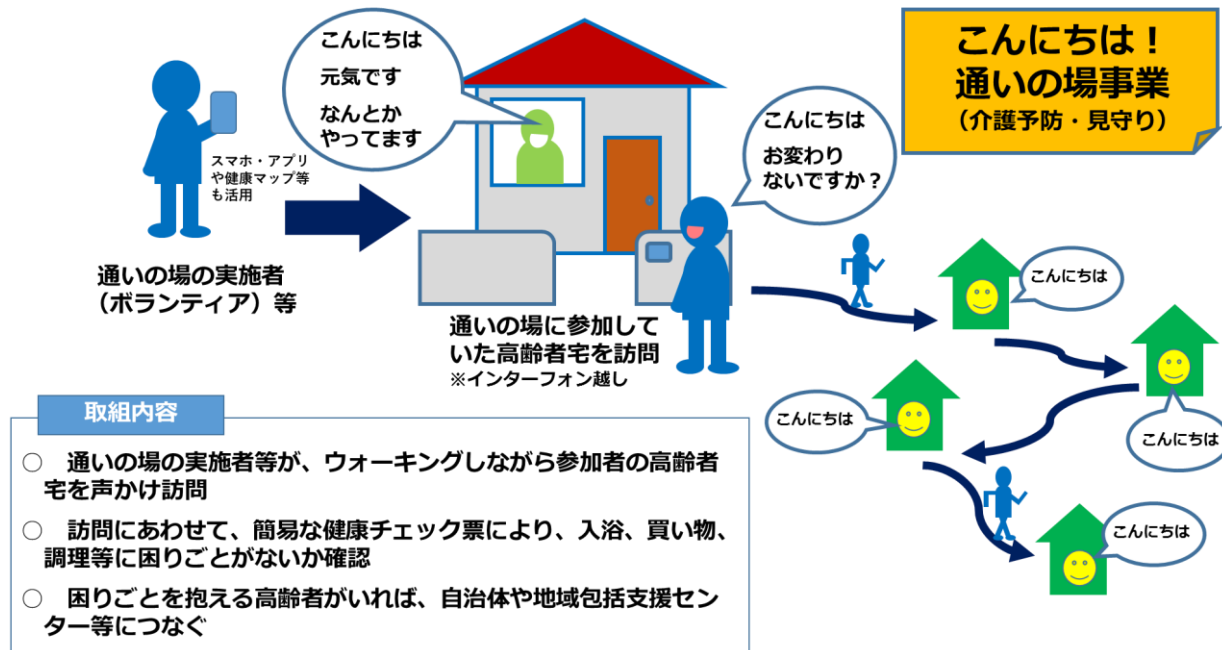 こんにちは！
通いの場事業
（介護予防・見守り）
こんにちは
元気です
なんとか
やってます
スマホ・アプリ
や健康マップ等
も活用
通いの場の実施者
（ボランティア）等
こんにちは
お変わり
ないですか？
通いの場に参加して
いた高齢者宅を訪問
※インターフォン越し
こんにちは
こんにちは
こんにちは
こんにちは
取組内容
○　通いの場の実施者等が、ウォーキングしながら参加者の高齢者
宅を声かけ訪問
○　訪問にあわせて、簡易な健康チェック票により、入浴、買い物、
調理等に困りごとがないか確認
○　困りごとを抱える高齢者がいれば、自治体や地域包括支援セン
ター等につなぐ